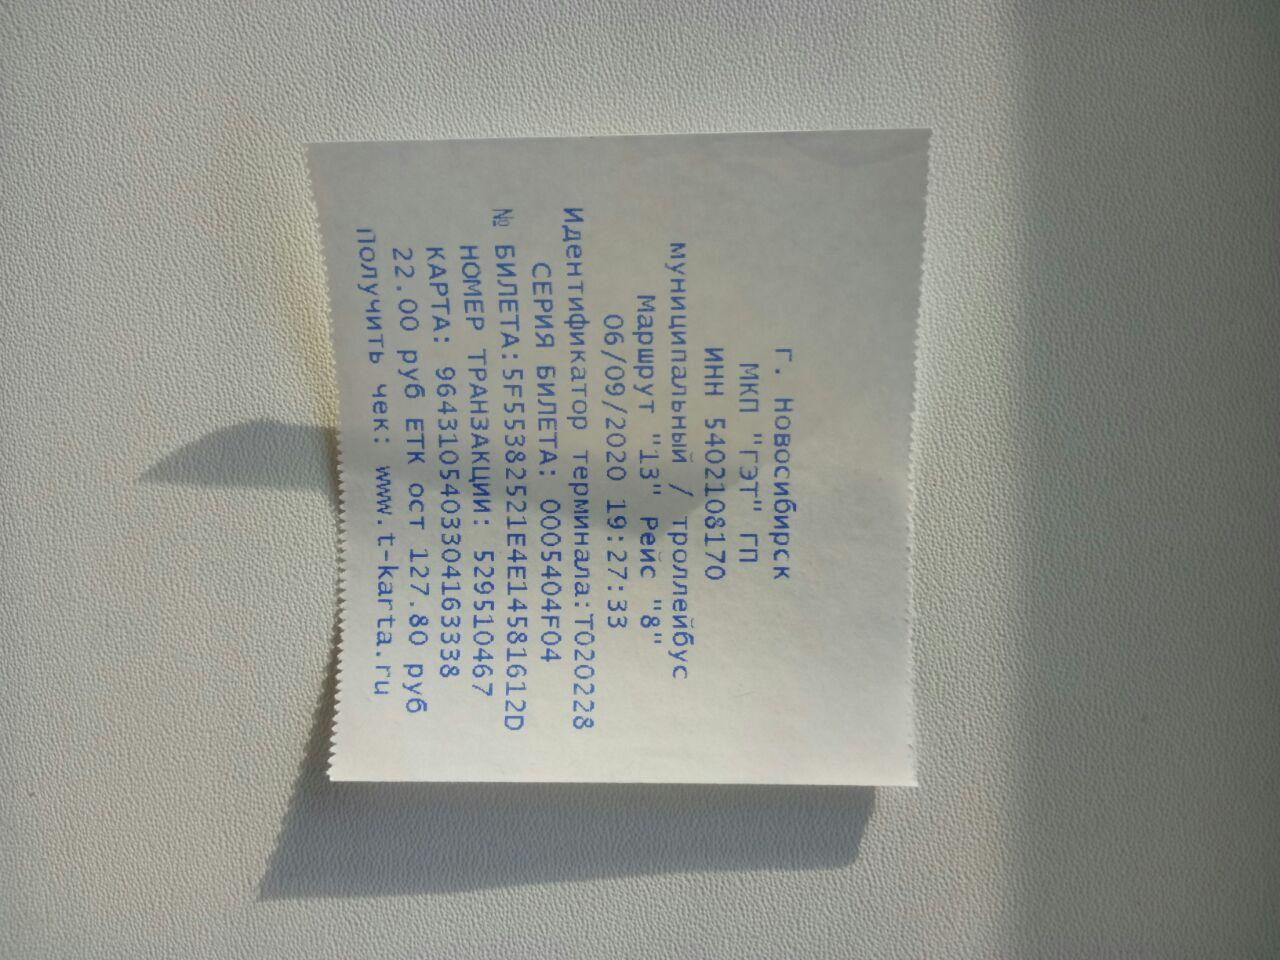 г. Новосибирск
МКП "ГЭТ" ГП
ИНН 5402108170
муниципальный / троллейбус
Маршрут "13" Рейс "8"
06/09/2020 19:27:33
Идентификатор терминала:T020228
СЕРИЯ БИЛЕТА: 0005404F04
№ БИЛЕТА:5F55382521E4E14581612D
НОМЕР ТРАНЗАКЦИИ: 529510467
КАРТА: 96431054033041633​38
22.00 руб ЕТК ост 127.80 руб
Получить чек: www.t-karta.ru